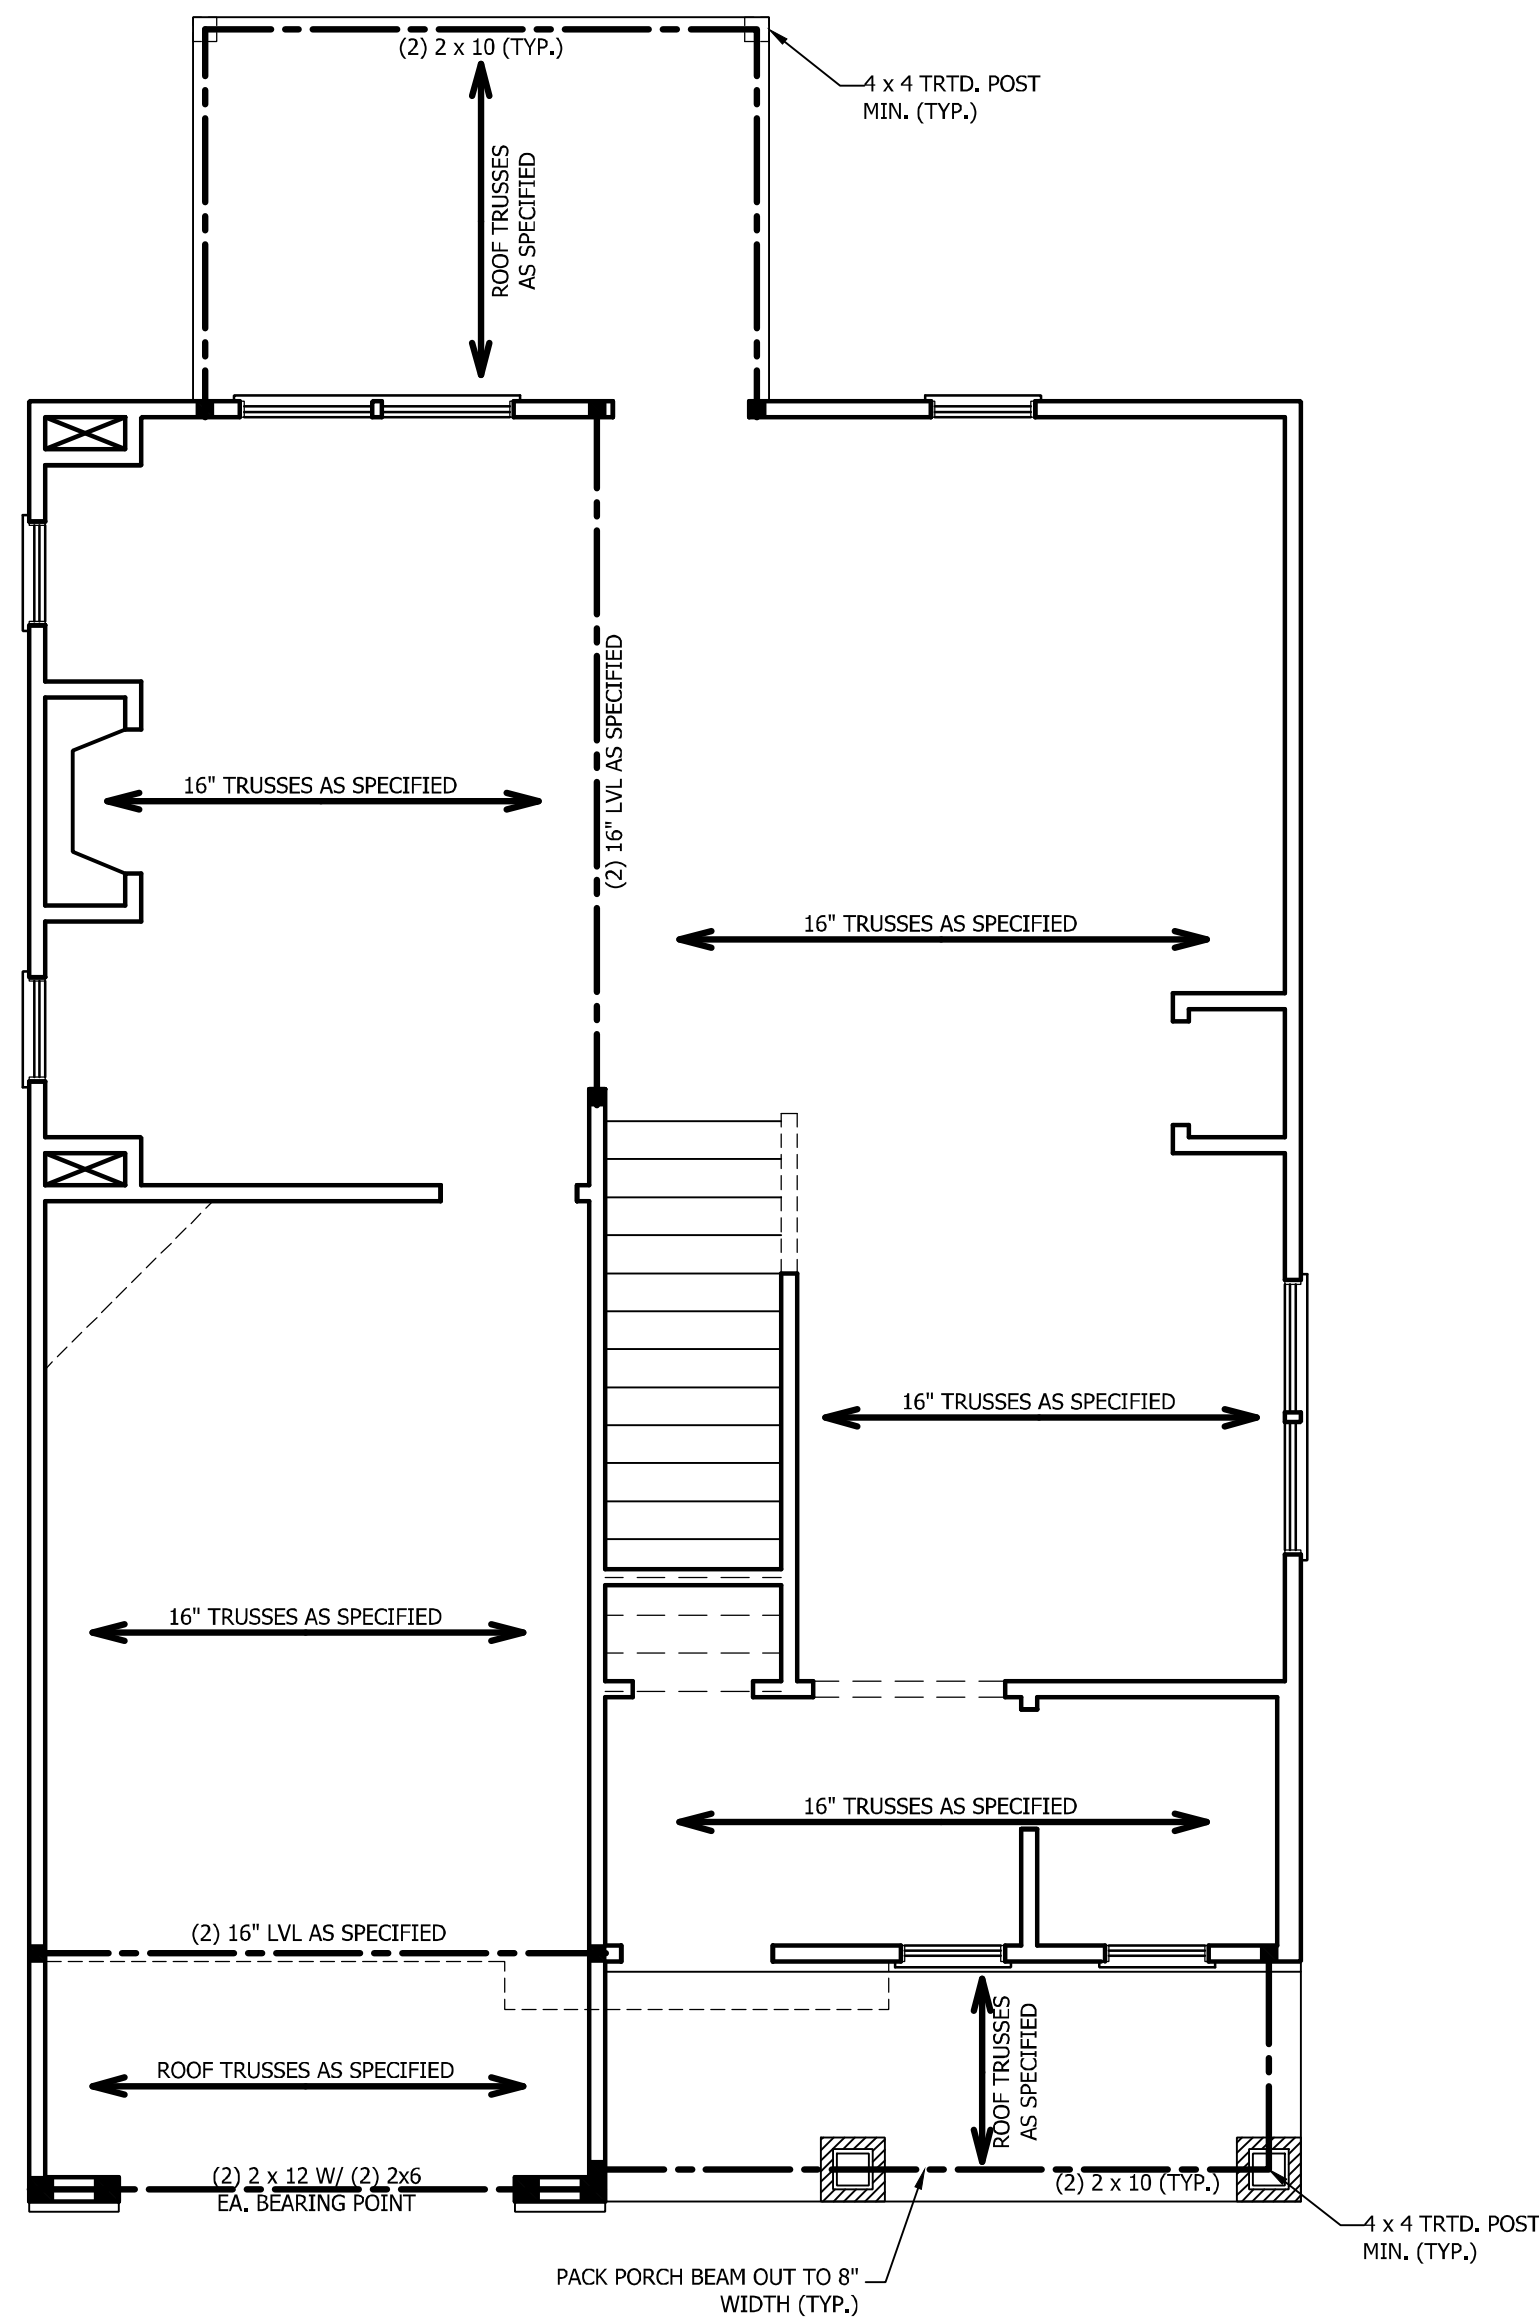 (2) 2 x 10 (TYP.)
4 x 4 TRTD. POST
MIN. (TYP.)
ROOF TRUSSES
AS SPECIFIED
(2) 16" LVL AS SPECIFIED
16" TRUSSES AS SPECIFIED
16" TRUSSES AS SPECIFIED
16" TRUSSES AS SPECIFIED
16" TRUSSES AS SPECIFIED
16" TRUSSES AS SPECIFIED
(2) 16" LVL AS SPECIFIED
ROOF TRUSSES
AS SPECIFIED
ROOF TRUSSES AS SPECIFIED
(2) 2 x 12 W/ (2) 2x6
EA. BEARING POINT
(2) 2 x 10 (TYP.)
4 x 4 TRTD. POST
MIN. (TYP.)
PACK PORCH BEAM OUT TO 8"
WIDTH (TYP.)